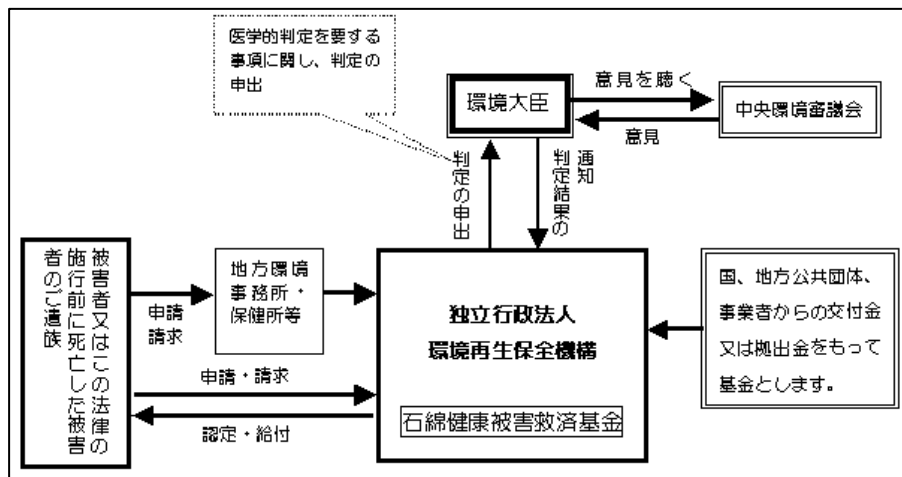 医学的判定を要する
事項に関し、判定の
申出
環境大臣
意見を聴く
意見
中央環境審議会
判定の申出
通知
判定結果の
被害者又はこの法律の
施行前に死亡した被害
者のご遺族
申請
請求
地方環境
事務所・
保健所等
申請・請求
認定・給付
独立行政法人
環境再生保全機構
石綿健康被害救済基金
国、地方公共団体、
事業者からの交付金
又は拠出金をもって
基金とします。